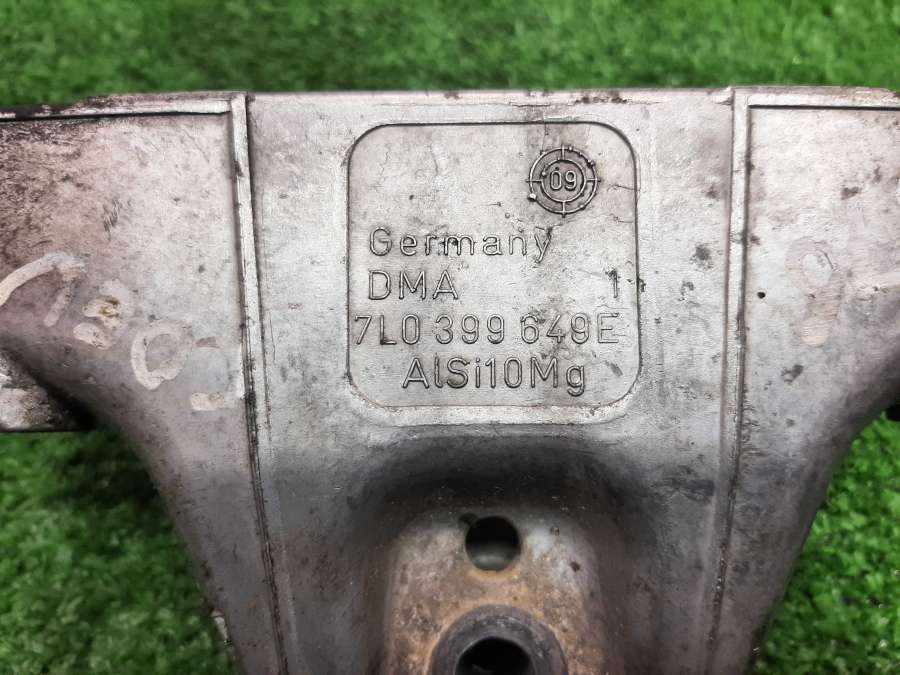 09
Germany
DMA 1
7L0 399 649E
AlSi10Mg